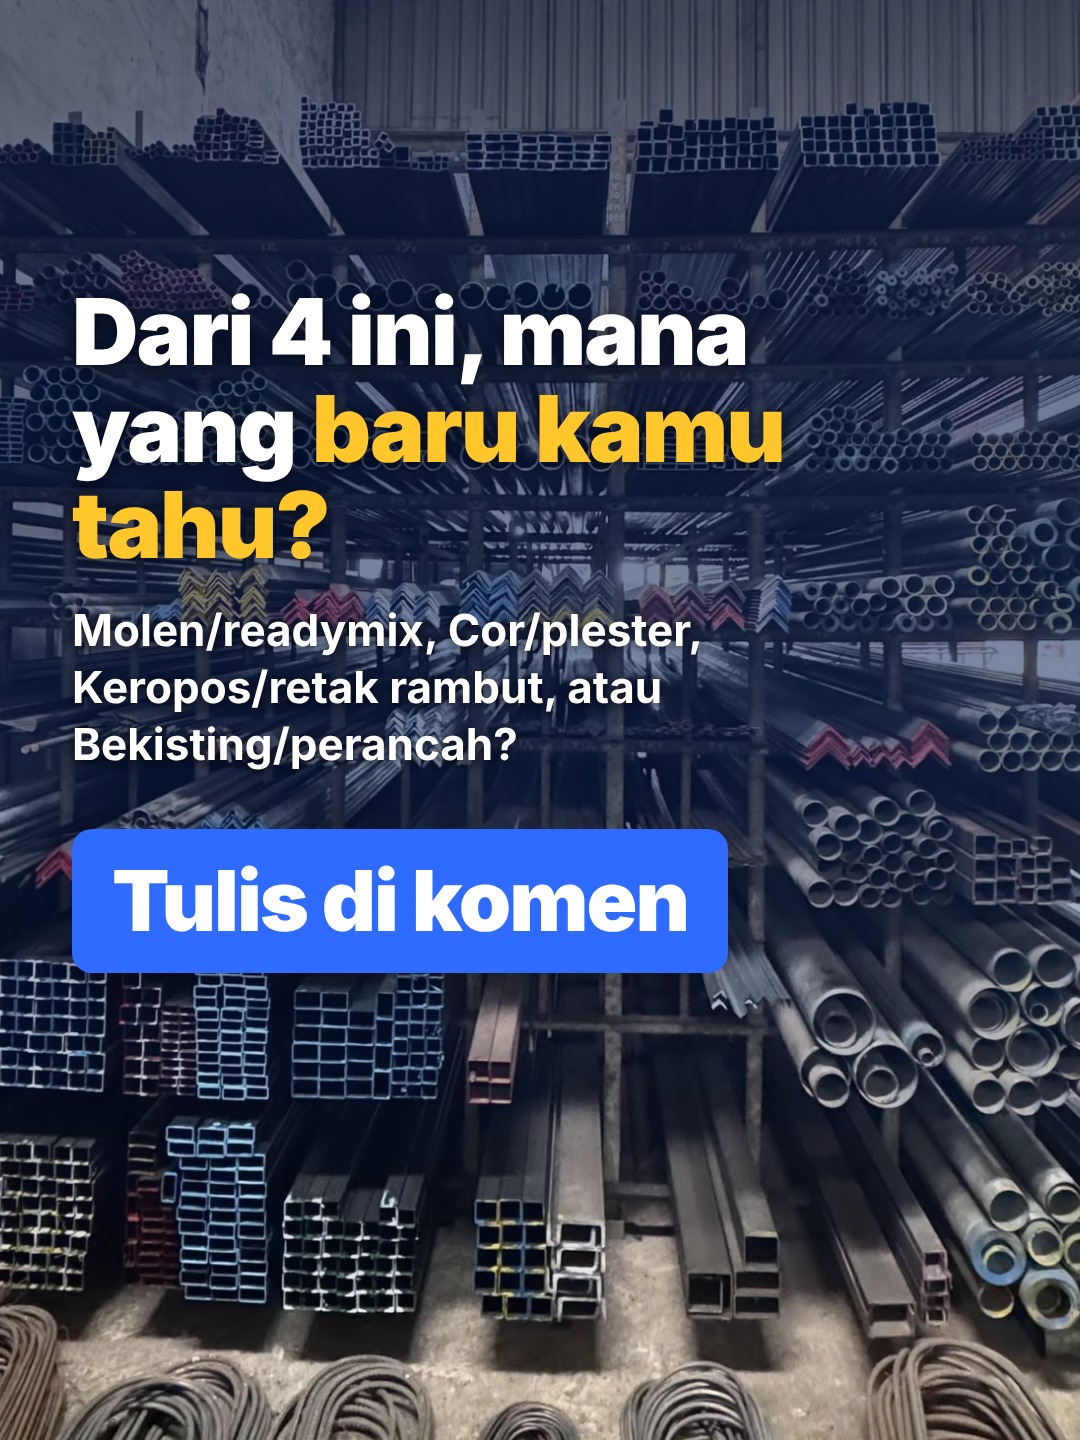 Dari 4 ini, mana
yang baru kamu
tahu?
Molen/readymix, Cor/plester,
Keropos/retak rambut, atau
Bekisting/perancah?
Tulis di komen